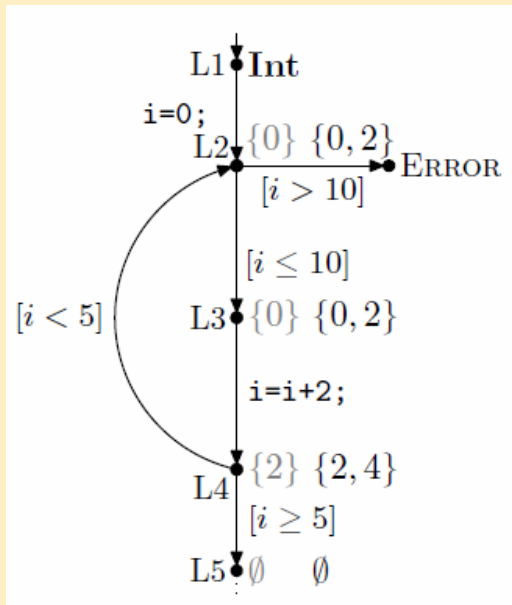 L1 Int
i=0;
L2 {0} {0, 2} ERROR
[i > 10]
[i ≤ 10]
[i < 5] L3 {0} {0, 2}
i=i+2;
L4 {2} {2, 4}
[i ≥ 5]
L5 ∅ ∅